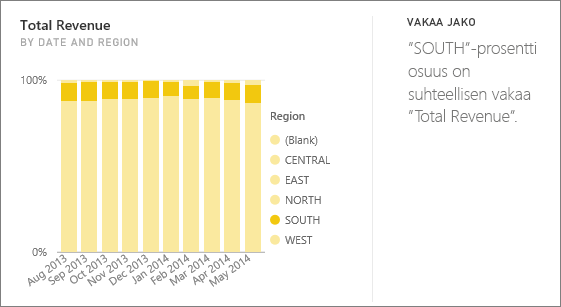 Total Revenue
BY DATE AND REGION
100%
0%
Aug 2013
Sep 2013
Oct 2013
Nov 2013
Dec 2013
Jan 2014
Feb 2014
Mar 2014
Apr 2014
May 2014
Region
(Blank)
CENTRAL
EAST
NORTH
SOUTH
WEST
VAKAA JAKO
"SOUTH"-prosentti
osuus on
suhteellisen vakaa
"Total Revenue".